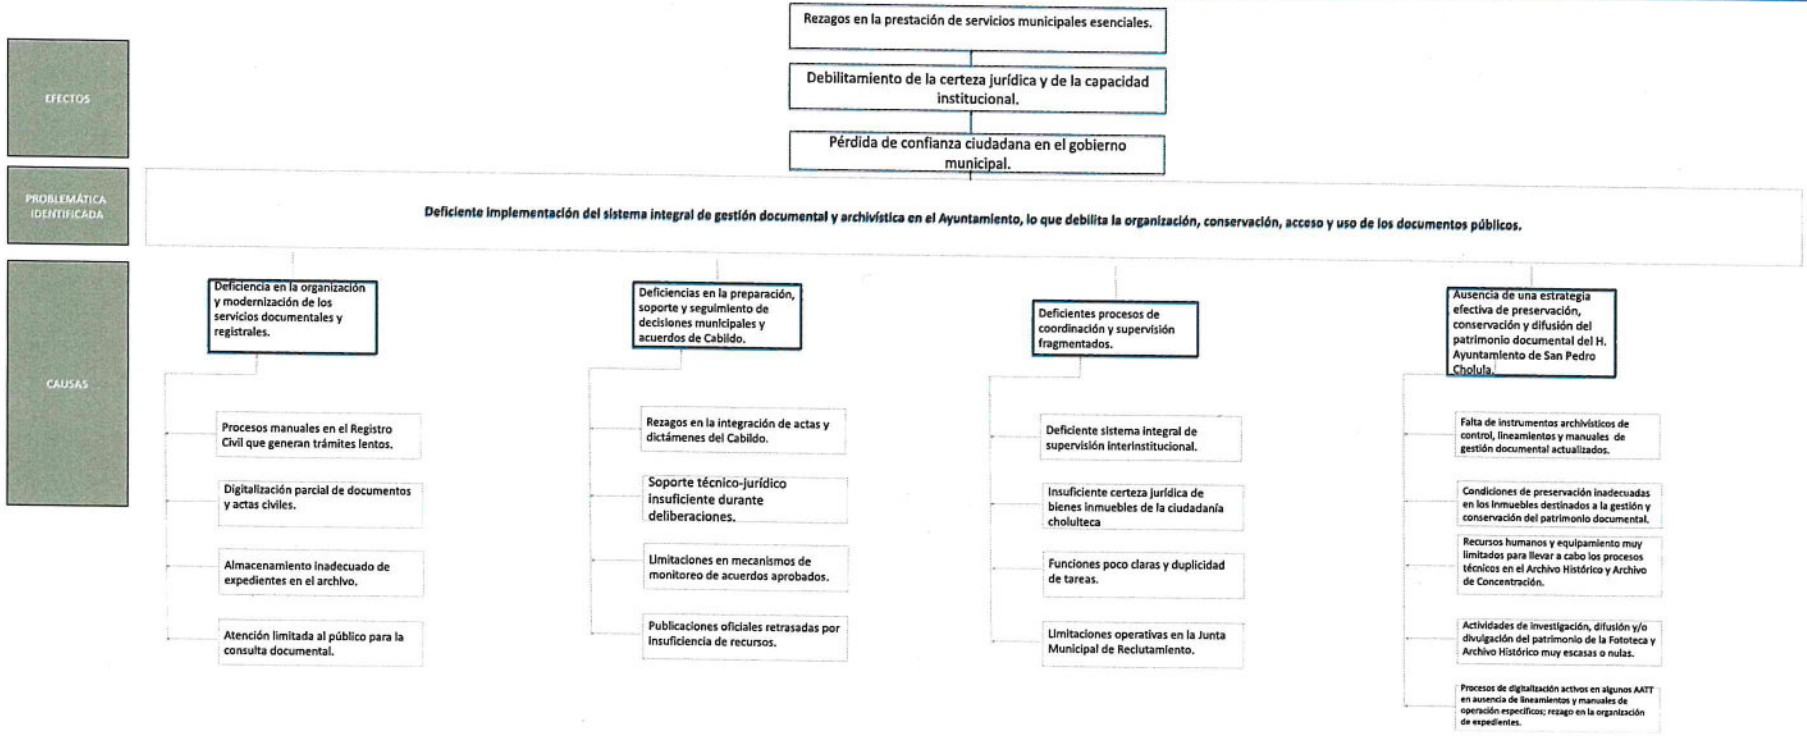 Rezagos en la prestación de servicios municipales esenciales.
EFECTOS
Debilitamiento de la certeza jurídica y de la capacidad
institucional.
Pérdida de confianza ciudadana en el gobierno
municipal.
PROBLEMÁTICA
IDENTIFICADA
Deficiente implementación del sistema integral de gestión documental y archivística en el Ayuntamiento, lo que debilita la organización, conservación, acceso y uso de los documentos públicos.
CAUSAS
Deficiencia en la organización
y modernización de los
servicios documentales y
registrales.
Procesos manuales en el Registro
Civil que generan trámites lentos.
Digitalización parcial de documentos
y actas civiles.
Almacenamiento inadecuado de
expedientes en el archivo.
Atención limitada al público para la
consulta documental.
Deficiencias en la preparación,
soporte y seguimiento de
decisiones municipales y
acuerdos de Cabildo.
Rezagos en la integración de actas y
dictámenes del Cabildo.
Soporte técnico-jurídico
insuficiente durante
deliberaciones.
Limitaciones en mecanismos de
monitoreo de acuerdos aprobados.
Publicaciones oficiales retrasadas por
insuficiencia de recursos.
Deficientes procesos de
coordinación y supervisión
fragmentados.
Deficiente sistema integral de
supervisión interinstitucional.
Insuficiente certeza jurídica de
bienes inmuebles de la ciudadanía
cholulteca
Funciones poco claras y duplicidad
de tareas.
Limitaciones operativas en la Junta
Municipal de Reclutamiento.
Ausencia de una estrategia
efectiva de preservación,
conservación y difusión del
patrimonio documental del H.
Ayuntamiento de San Pedro
Cholula.
Falta de instrumentos archivísticos de
control, lineamientos y manuales de
gestión documental actualizados.
Condiciones de preservación inadecuadas
en los inmuebles destinados a la gestión y
conservación del patrimonio documental.
Recursos humanos y equipamiento muy
limitados para llevar a cabo los procesos
técnicos en el Archivo Histórico y Archivo
de Concentración.
Actividades de investigación, difusión y/o
divulgación del patrimonio de la Fototeca y
Archivo Histórico muy escasas o nulas.
Procesos de digitalización activos en algunos AATT
en ausencia de lineamientos y manuales de
operación específicos; rezago en la organización
de expedientes.